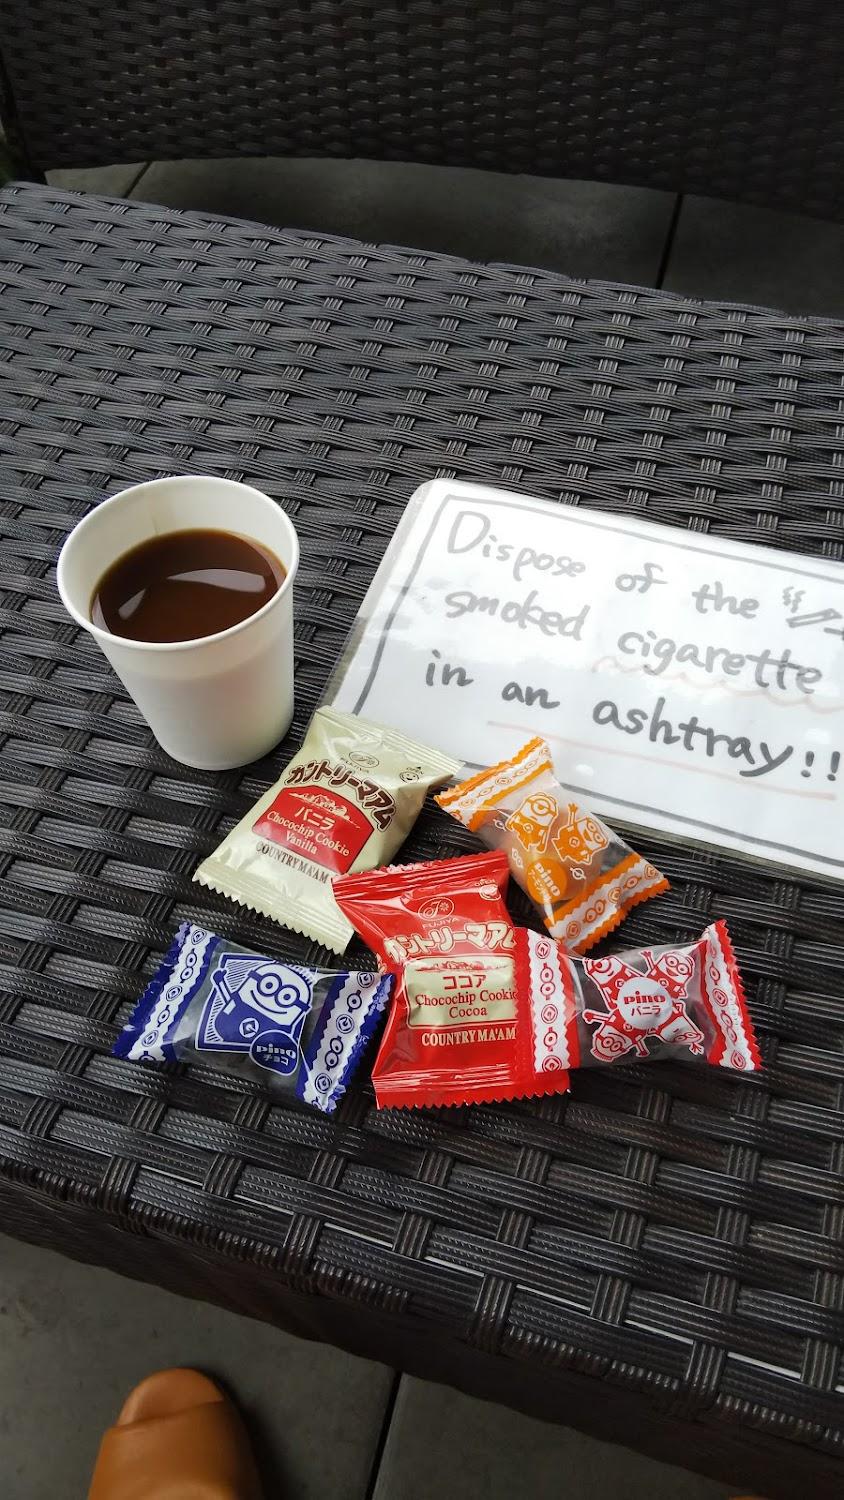 Dispose of the
smoked cigarette
in an ashtray!!
FUJIYA
カントリーマアム
バニラ
Chocochip Cookie
Vanilla
COUNTRY MA'AM
FUJIYA
カントリーマアム
ココア
Chocochip Cookie
Cocoa
COUNTRY MA'AM
pino
pino
チョコ
pino
バニラ